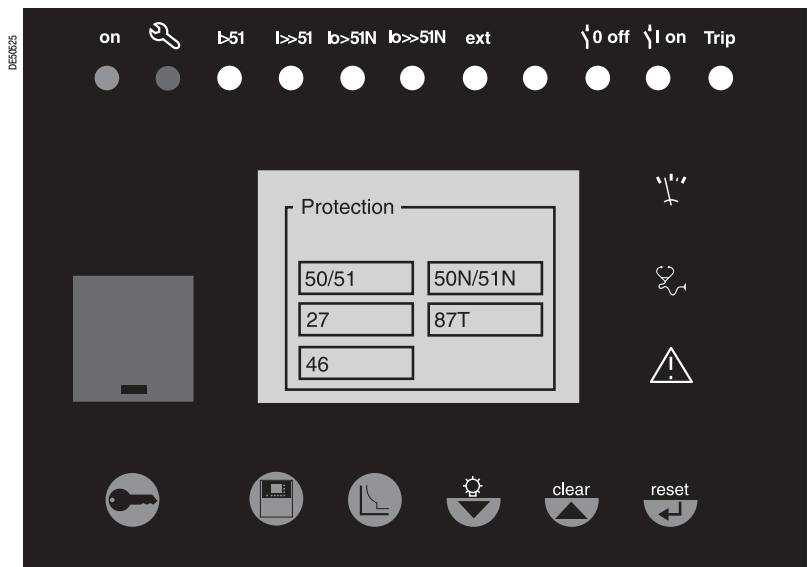 DE50525
on I>51 I>>51 Io>51N Io>>51N ext 0 off I on Trip
Protection
50/51 50N/51N
27 87T
46
clear reset